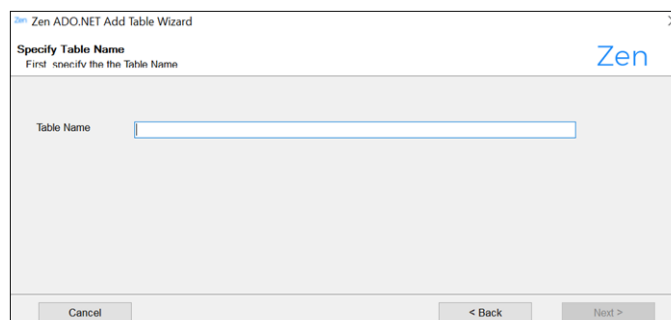 Zen Zen ADO.NET Add Table Wizard
Specify Table Name
First specify the the Table Name
Zen
Table Name
Cancel
< Back
Next >